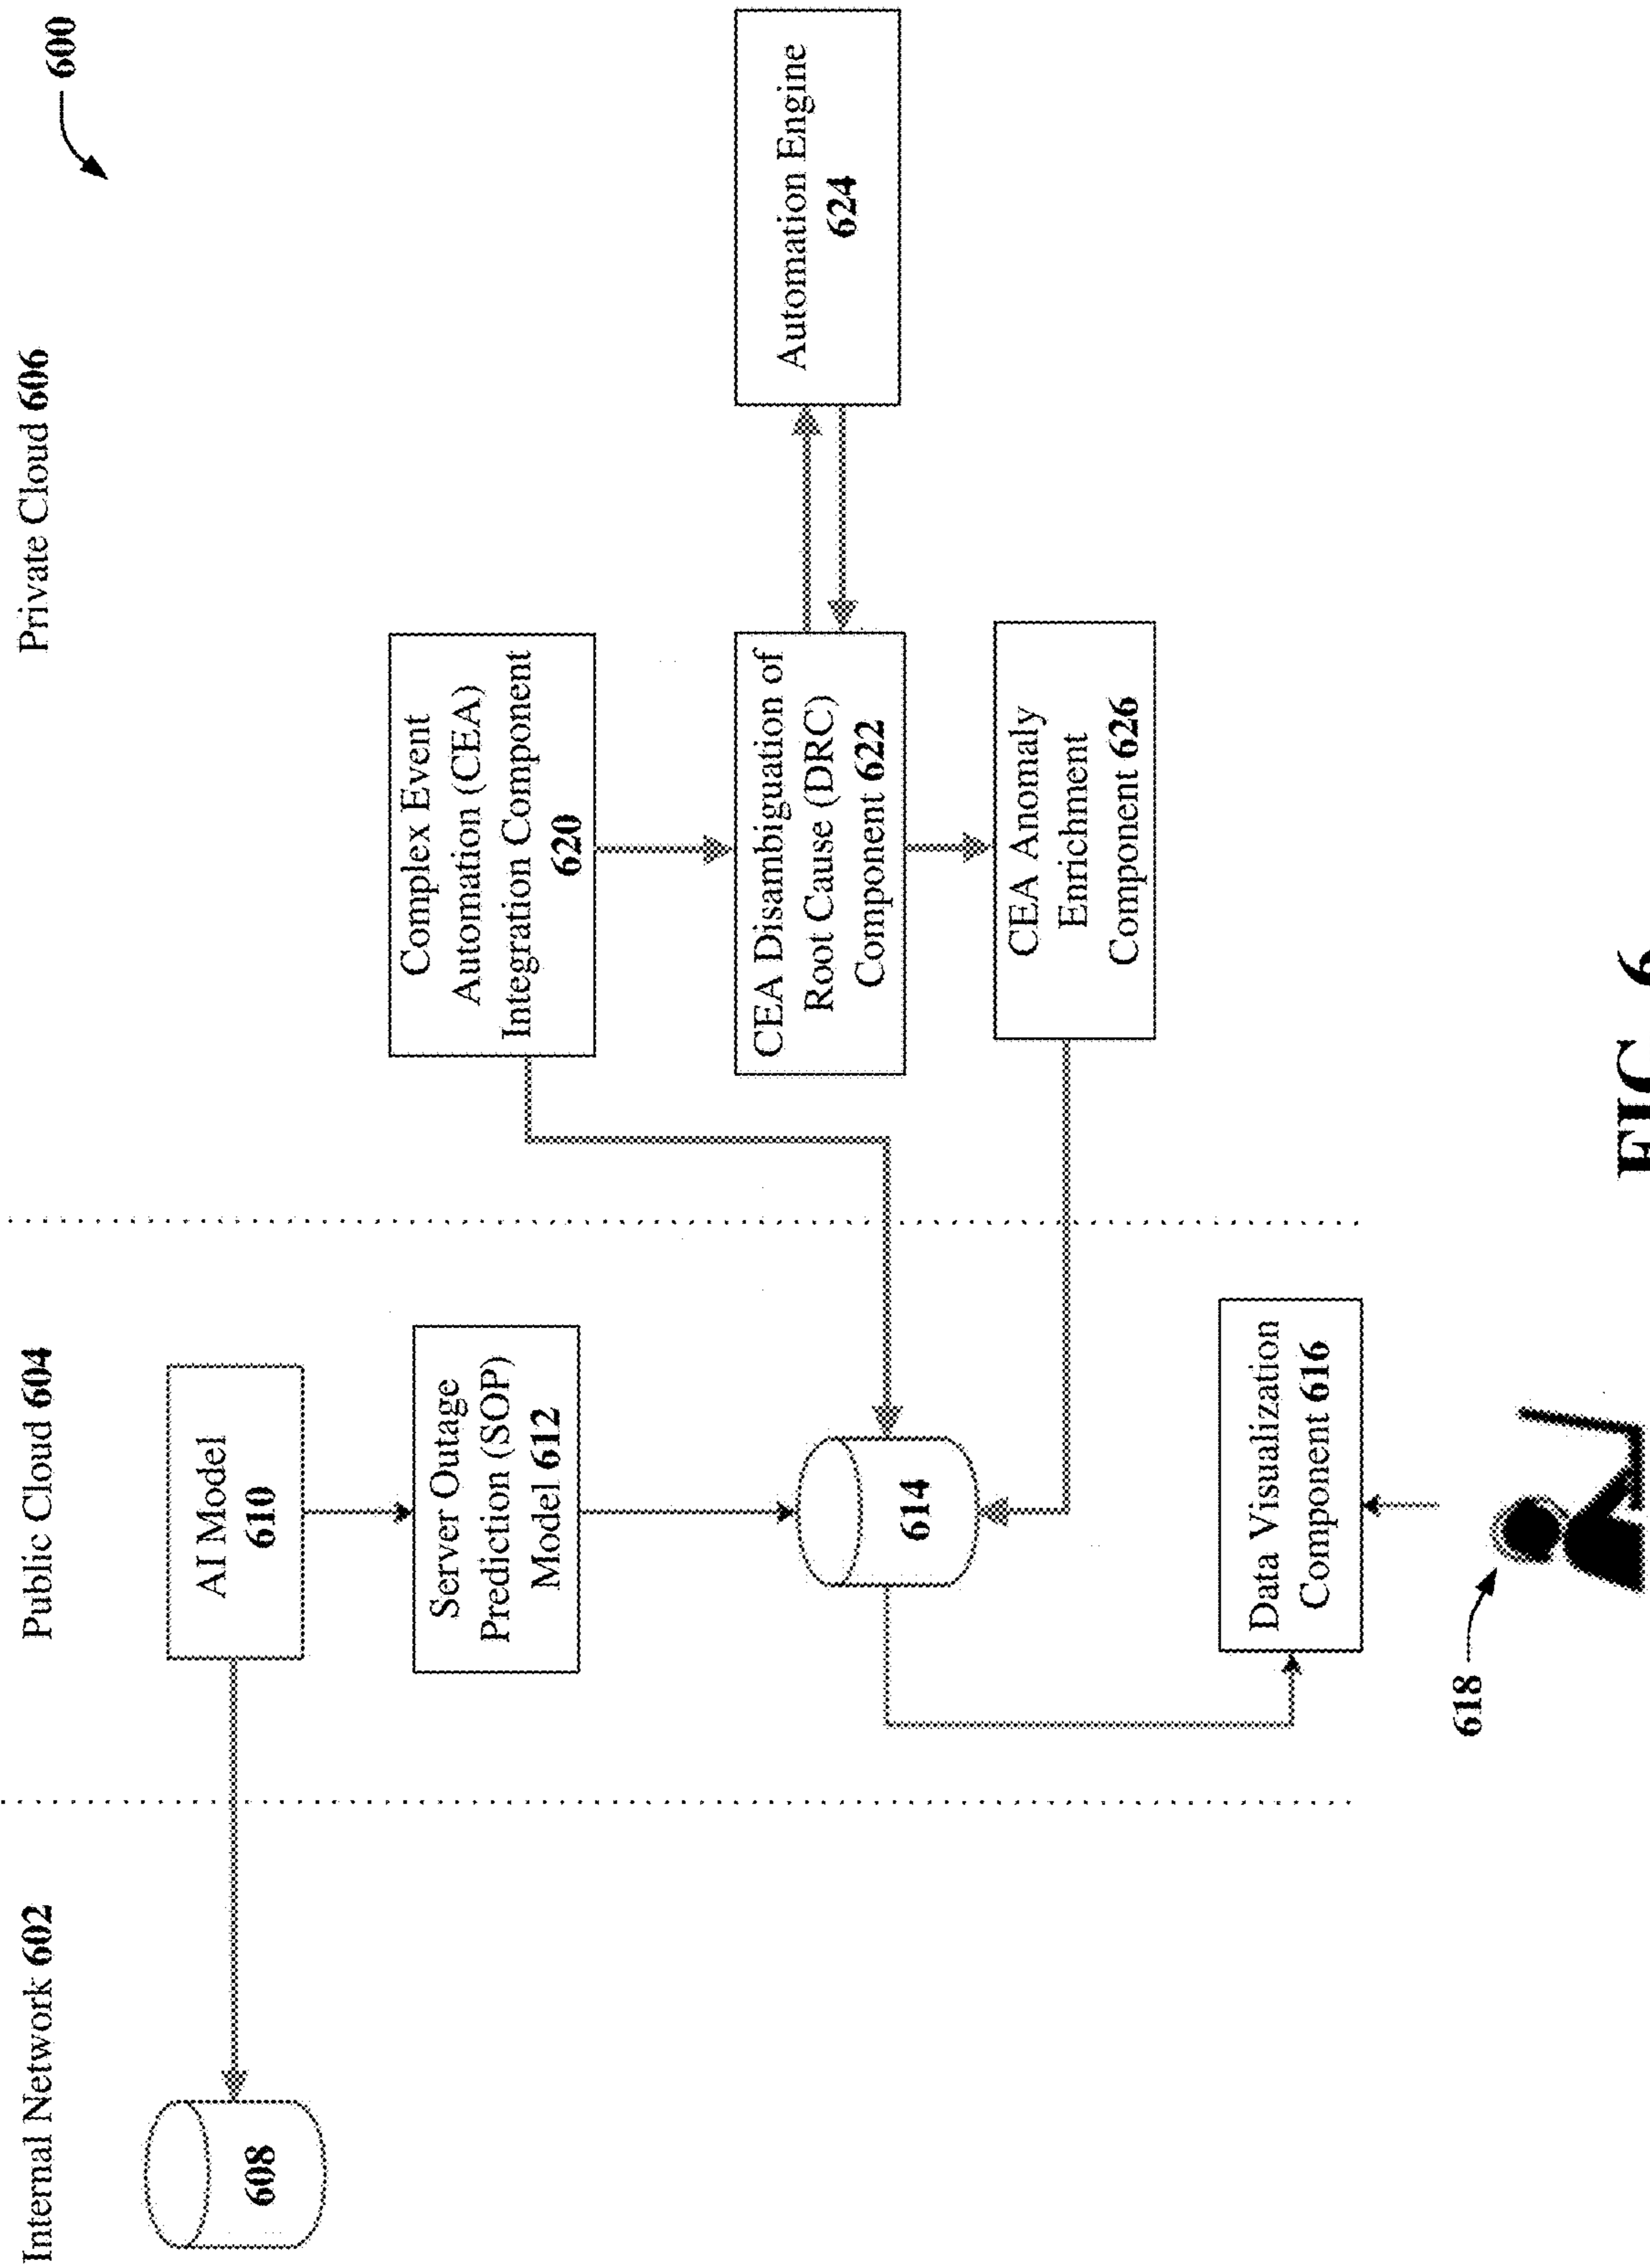 Internal Network 602
Public Cloud 604
Private Cloud 606
600
608
AI Model
610
Server Outage
Prediction (SOP)
Model 612
614
Data Visualization
Component 616
618
Complex Event
Automation (CEA)
Integration Component
620
CEA Disambiguation of
Root Cause (DRC)
Component 622
Automation Engine
624
CEA Anomaly
Enrichment
Component 626